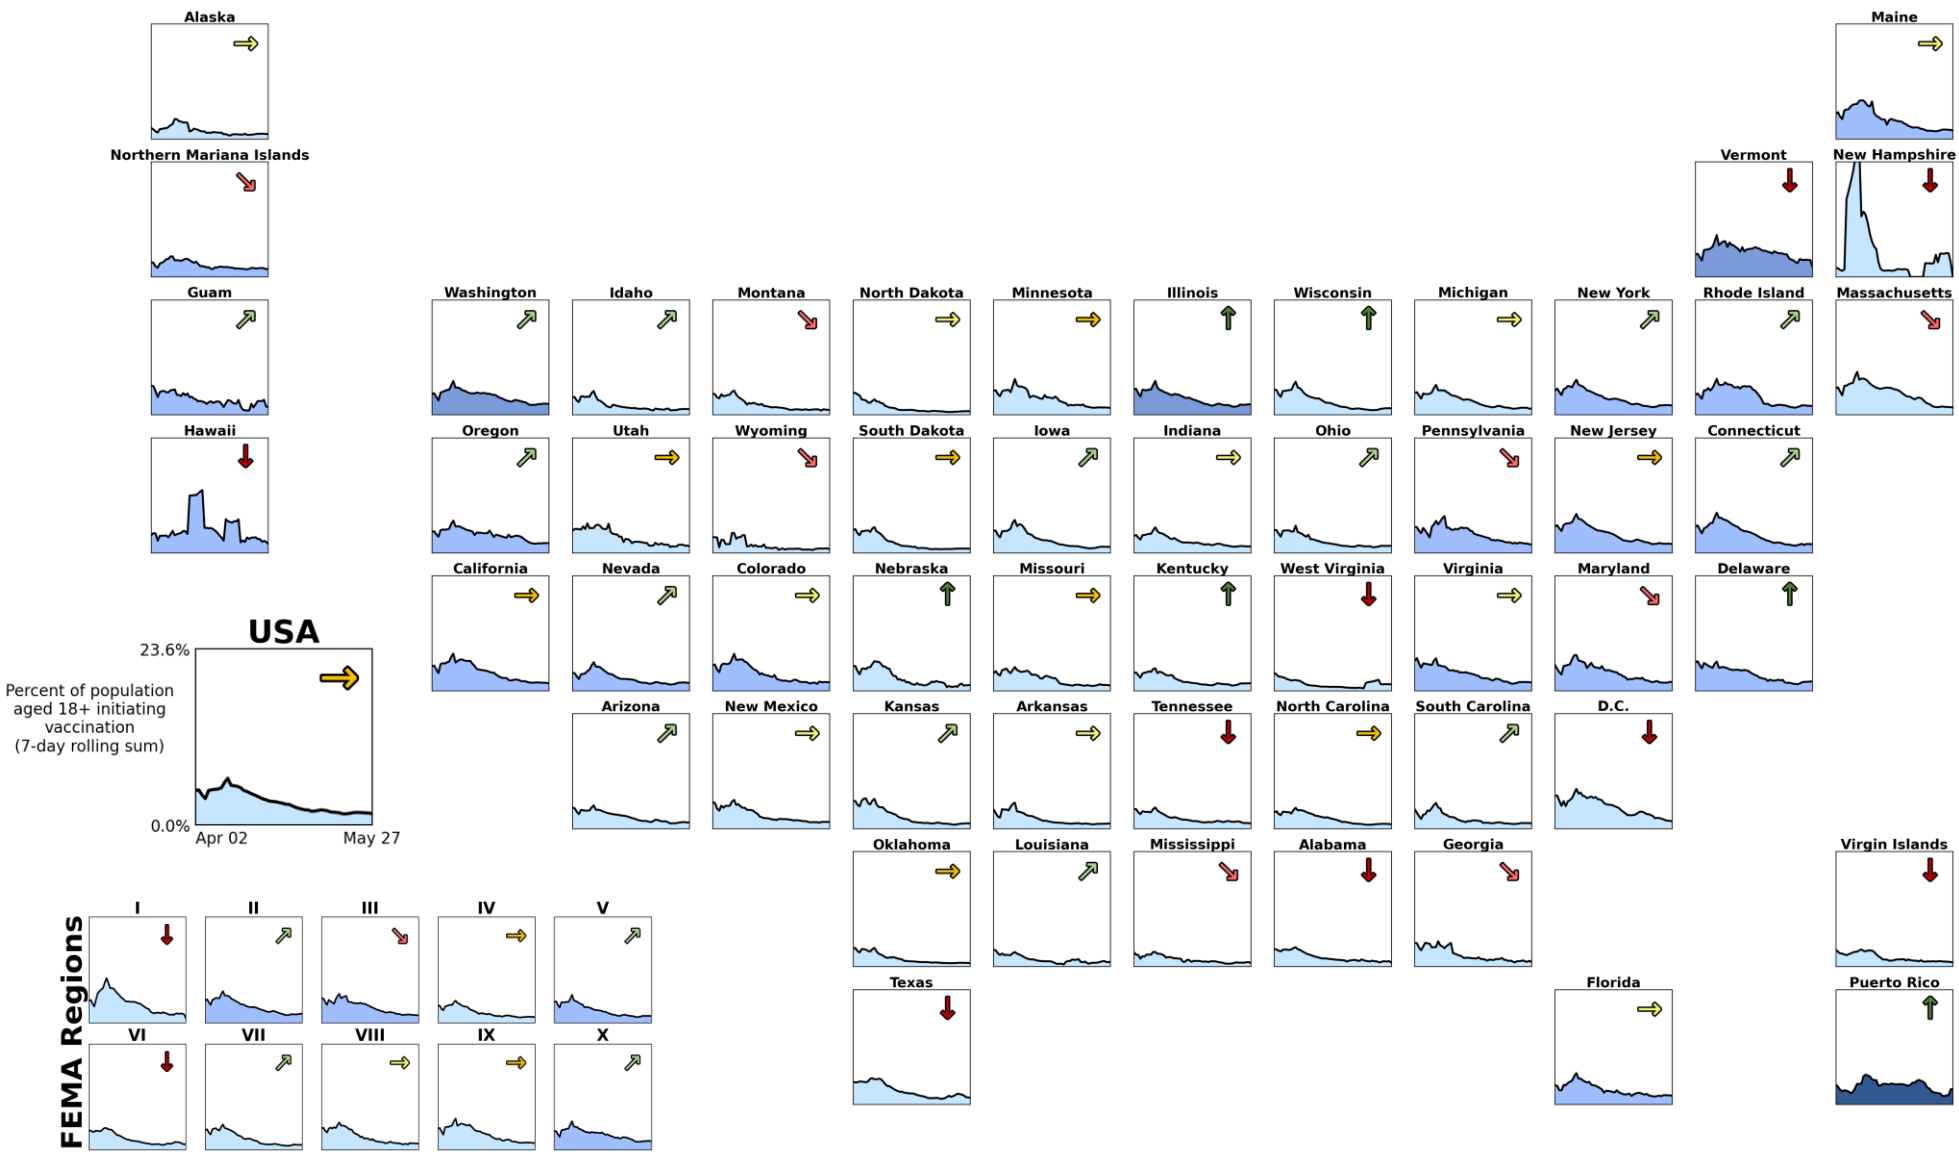 Alaska
Maine
Northern Mariana Islands
Vermont
New Hampshire
Guam
Washington
Idaho
Montana
North Dakota
Minnesota
Illinois
Wisconsin
Michigan
New York
Rhode Island
Massachusetts
Hawaii
Oregon
Utah
Wyoming
South Dakota
Iowa
Indiana
Ohio
Pennsylvania
New Jersey
Connecticut
California
Nevada
Colorado
Nebraska
Missouri
Kentucky
West Virginia
Virginia
Maryland
Delaware
USA
23.6%
Percent of population
aged 18+ initiating
vaccination
(7-day rolling sum)
0.0%
Apr 02
May 27
Arizona
New Mexico
Kansas
Arkansas
Tennessee
North Carolina
South Carolina
D.C.
Oklahoma
Louisiana
Mississippi
Alabama
Georgia
Virgin Islands
Texas
Florida
Puerto Rico
FEMA Regions
I
II
III
IV
V
VI
VII
VIII
IX
X